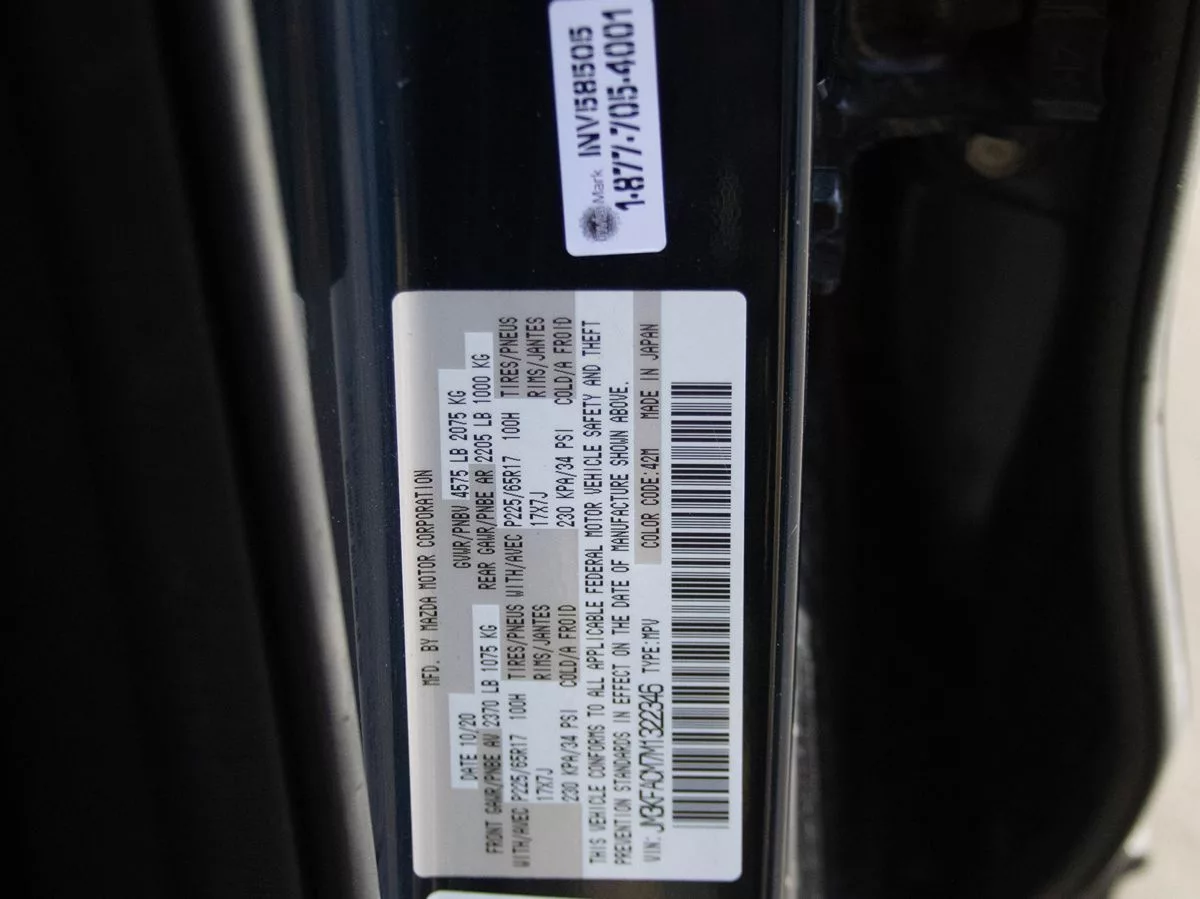 MFD. BY MAZDA MOTOR CORPORATION
DATE 10/20 GVWR/PNBV 4575 LB 2075 KG
FRONT GAWR/PNBE AV 2370 LB 1075 KG REAR GAWR/PNBE AR 2205 LB 1000 KG
WITH/AVEC P225/65R17 100H TIRES/PNEUS WITH/AVEC P225/65R17 100H TIRES/PNEUS
17X7J RIMS/JANTES 17X7J RIMS/JANTES
230 KPA/34 PSI COLD/A FROID 230 KPA/34 PSI COLD/A FROID
THIS VEHICLE CONFORMS TO ALL APPLICABLE FEDERAL MOTOR VEHICLE SAFETY AND THEFT
PREVENTION STANDARDS IN EFFECT ON THE DATE OF MANUFACTURE SHOWN ABOVE.
VIN: JM3KFACM7M1322346 TYPE:MPV COLOR CODE:42M MADE IN JAPAN
Mark INV58505
1-877-705-4001